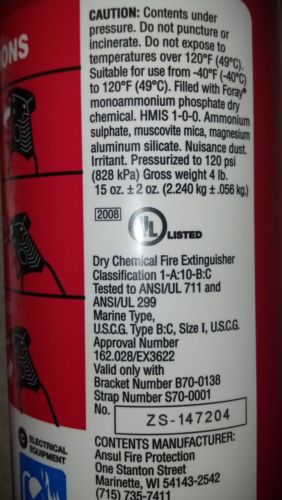 ONS
CAUTION: Contents under
pressure. Do not puncture or
incinerate. Do not expose to
temperatures over 120°F (49°C).
Suitable for use from -40°F (-40°C)
to 120°F (49°C). Filled with Foray®
monoammonium phosphate dry
chemical. HMIS 1-0-0. Ammonium
sulphate, muscovite mica, magnesium
aluminum silicate. Nuisance dust.
Irritant. Pressurized to 120 psi
(828 kPa) Gross weight 4 lb.
15 oz. ± 2 oz. (2.240 kg ± .056 kg.)
2008
UL LISTED
Dry Chemical Fire Extinguisher
Classification 1-A:10-B:C
Tested to ANSI/UL 711 and
ANSI/UL 299
Marine Type,
U.S.C.G. Type B:C, Size I, U.S.C.G.
Approval Number
162.028/EX3622
Valid only with
Bracket Number B70-0138
Strap Number S70-0001
No. ZS-147204
C ELECTRICAL
EQUIPMENT
CONTENTS MANUFACTURER:
Ansul Fire Protection
One Stanton Street
Marinette, WI 54143-2542
(715) 735-7411